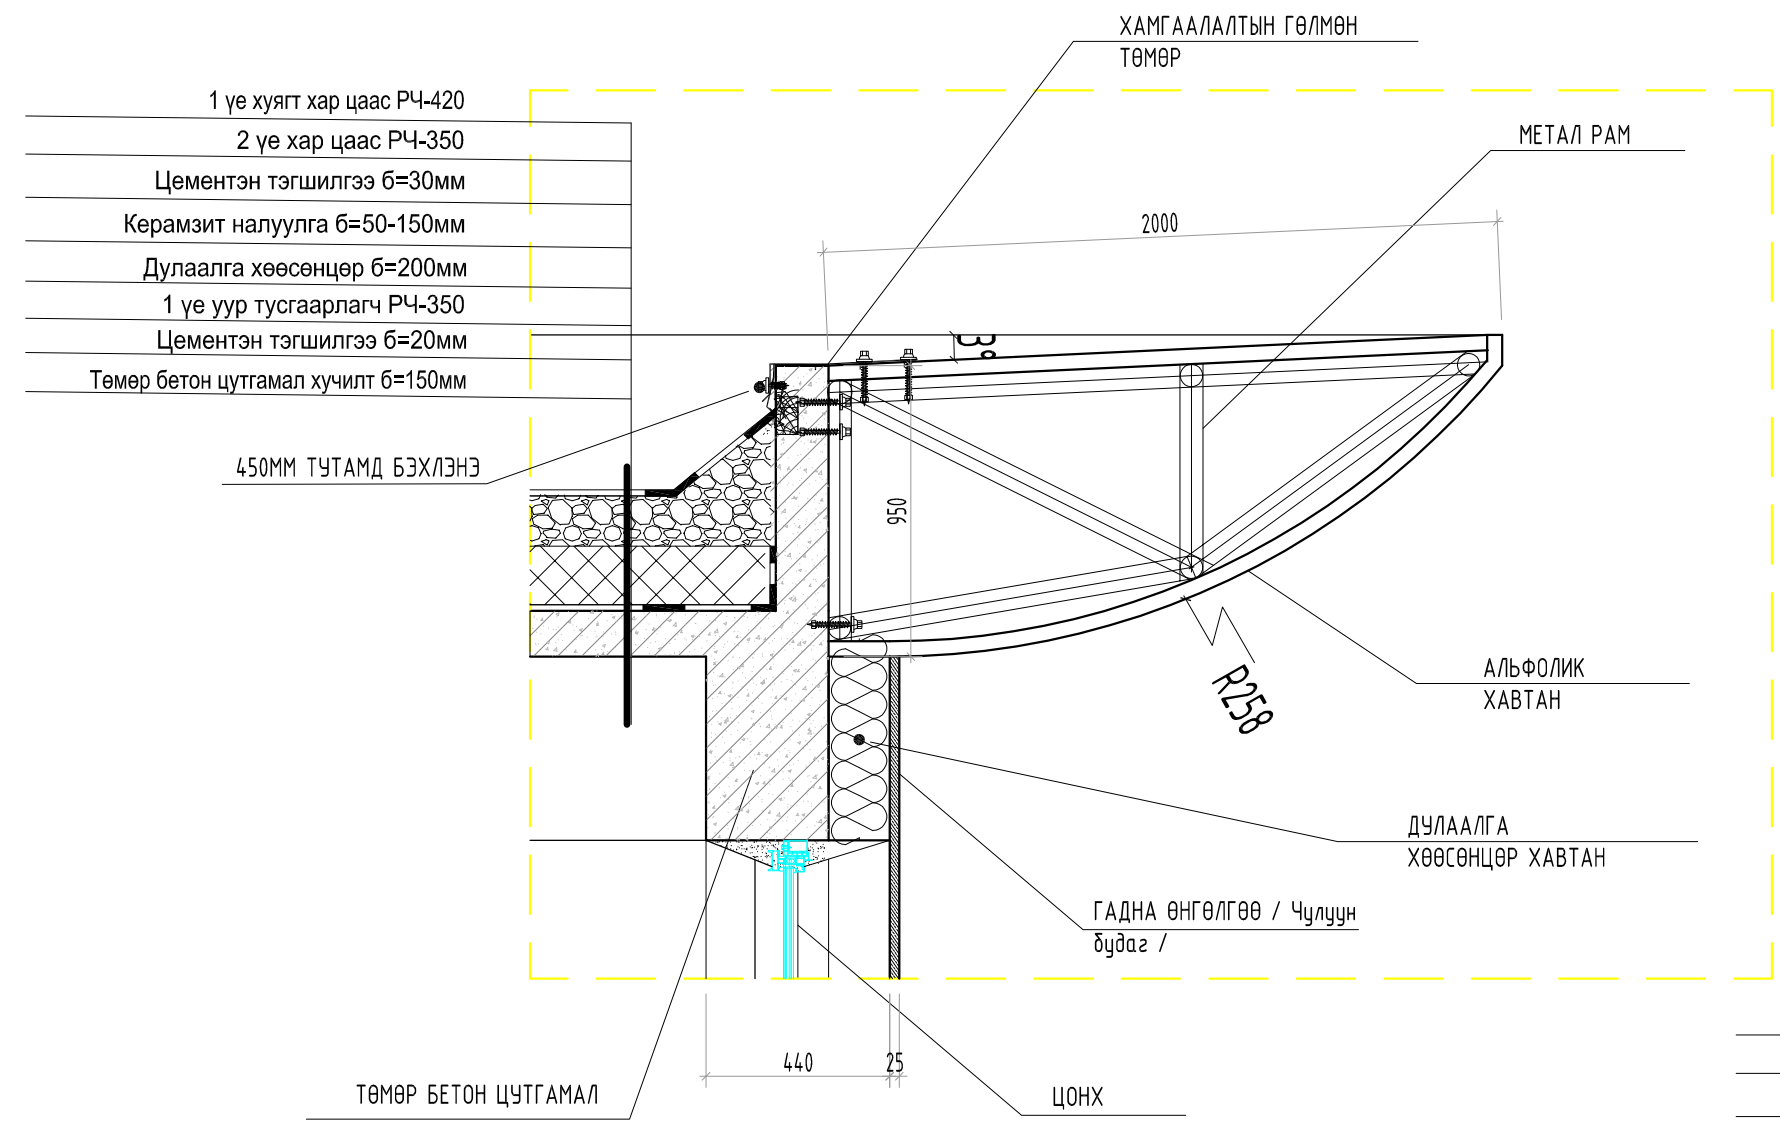 ХАМГААЛАЛТЫН ГӨЛМӨН
ТӨМӨР
1 үе хуягт хар цаас РЧ-420
2 үе хар цаас РЧ-350
Цементэн тэгшилгээ б=30мм
Керамзит налуулга б=50-150мм
Дулаалга хөөсөнцөр б=200мм
1 үе уур тусгаарлагч РЧ-350
Цементэн тэгшилгээ б=20мм
Төмөр бетон цутгамал хучилт б=150мм
МЕТАЛ РАМ
2000
3°
450ММ ТУТАМД БЭХЛЭНЭ
950
R258
АЛЬФОЛИК
ХАВТАН
ДУЛААЛГА
ХӨӨСӨНЦӨР ХАВТАН
ГАДНА ӨНГӨЛГӨӨ / Чулуун
будаг /
440
25
ТӨМӨР БЕТОН ЦУТГАМАЛ
ЦОНХ